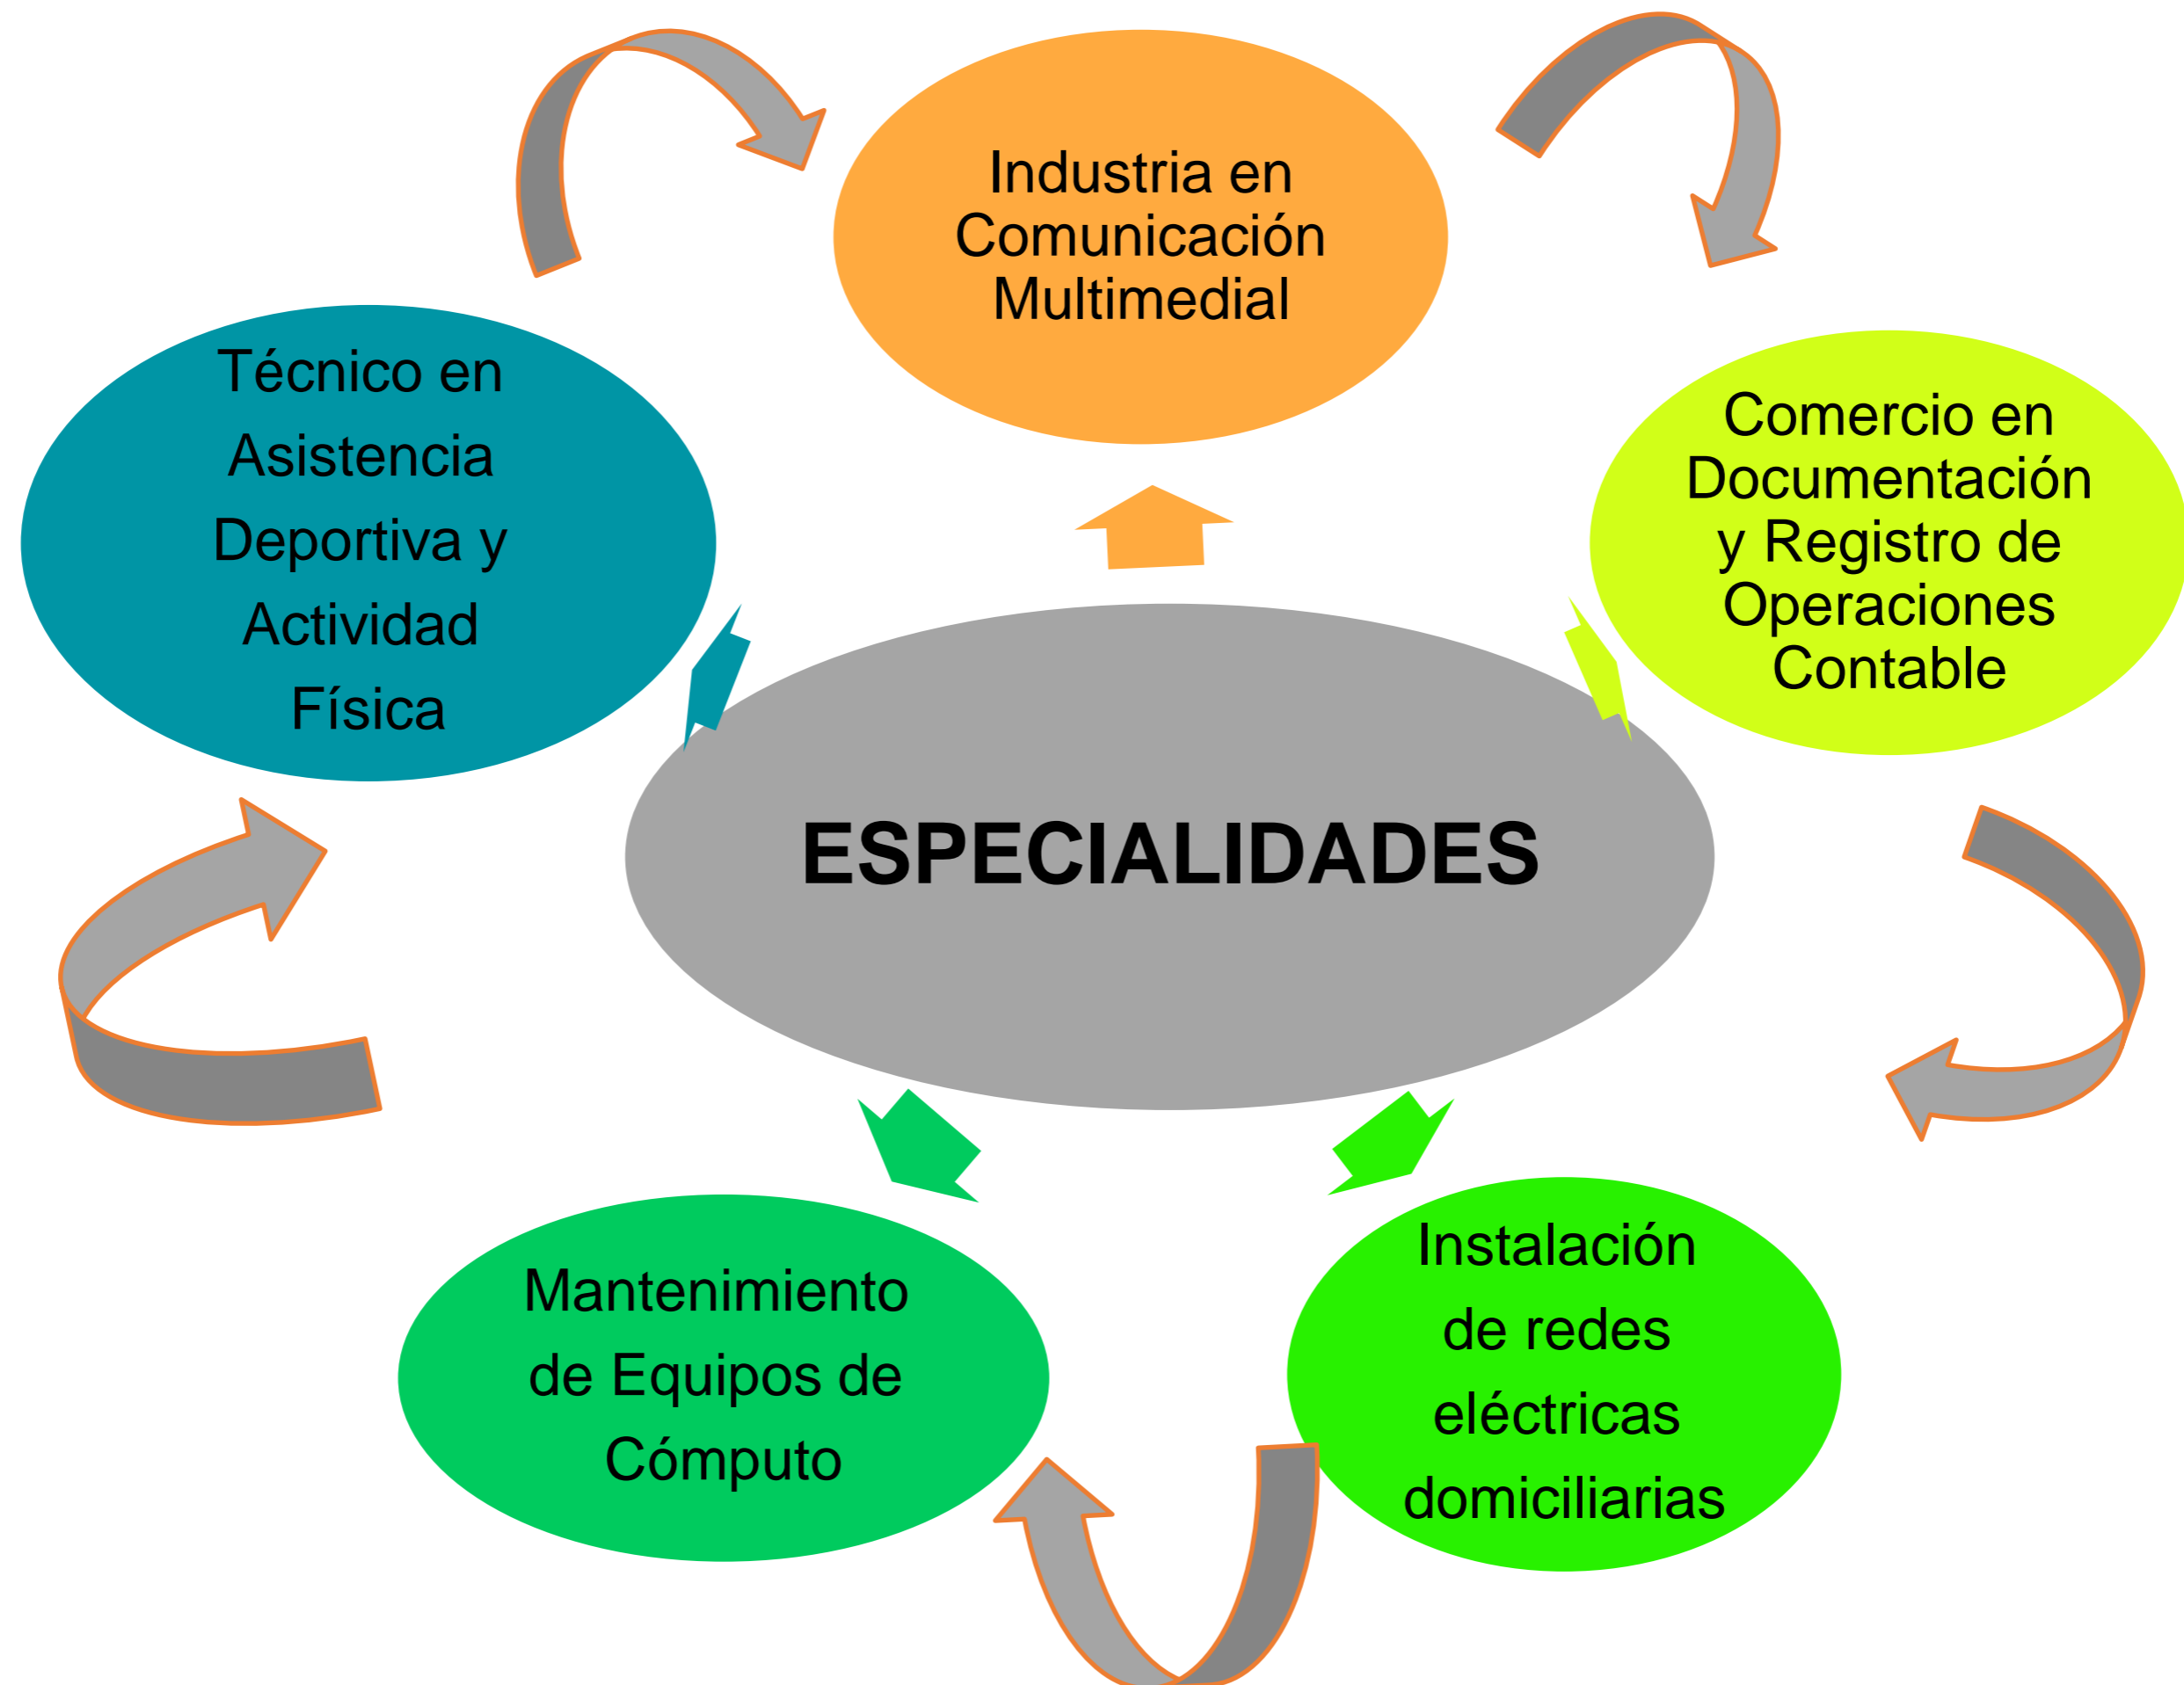 Industria en
Comunicación
Multimedial
Técnico en
Asistencia
Deportiva y
Actividad
Física
Comercio en
Documentación
y Registro de
Operaciones
Contable
ESPECIALIDADES
Mantenimiento
de Equipos de
Cómputo
Instalación
de redes
eléctricas
domiciliarias